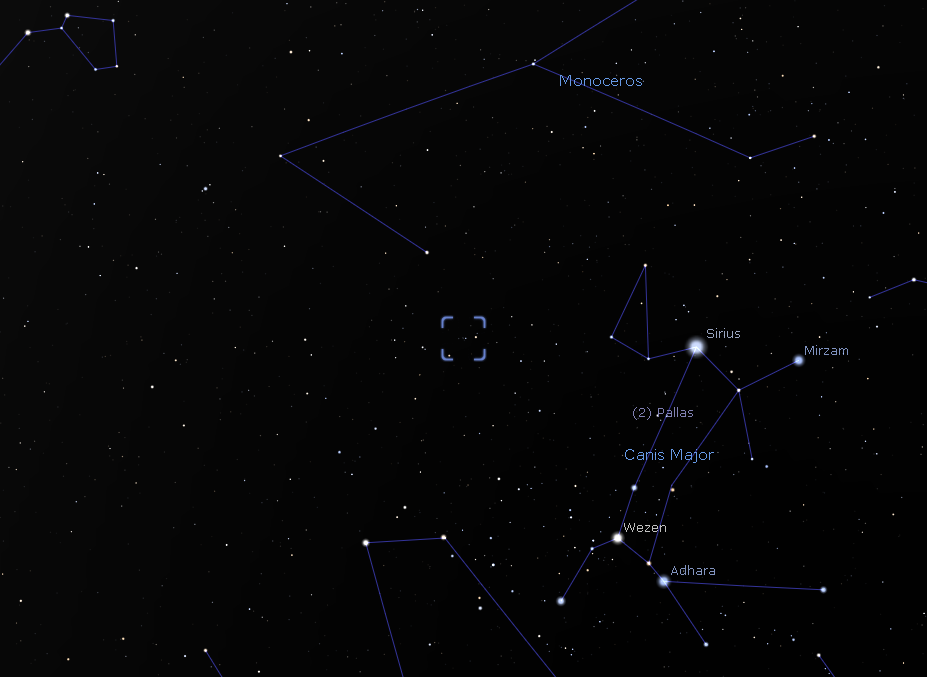 Monoceros
Sirius
Mirzam
(2) Pallas
Canis Major
Wezen
Adhara